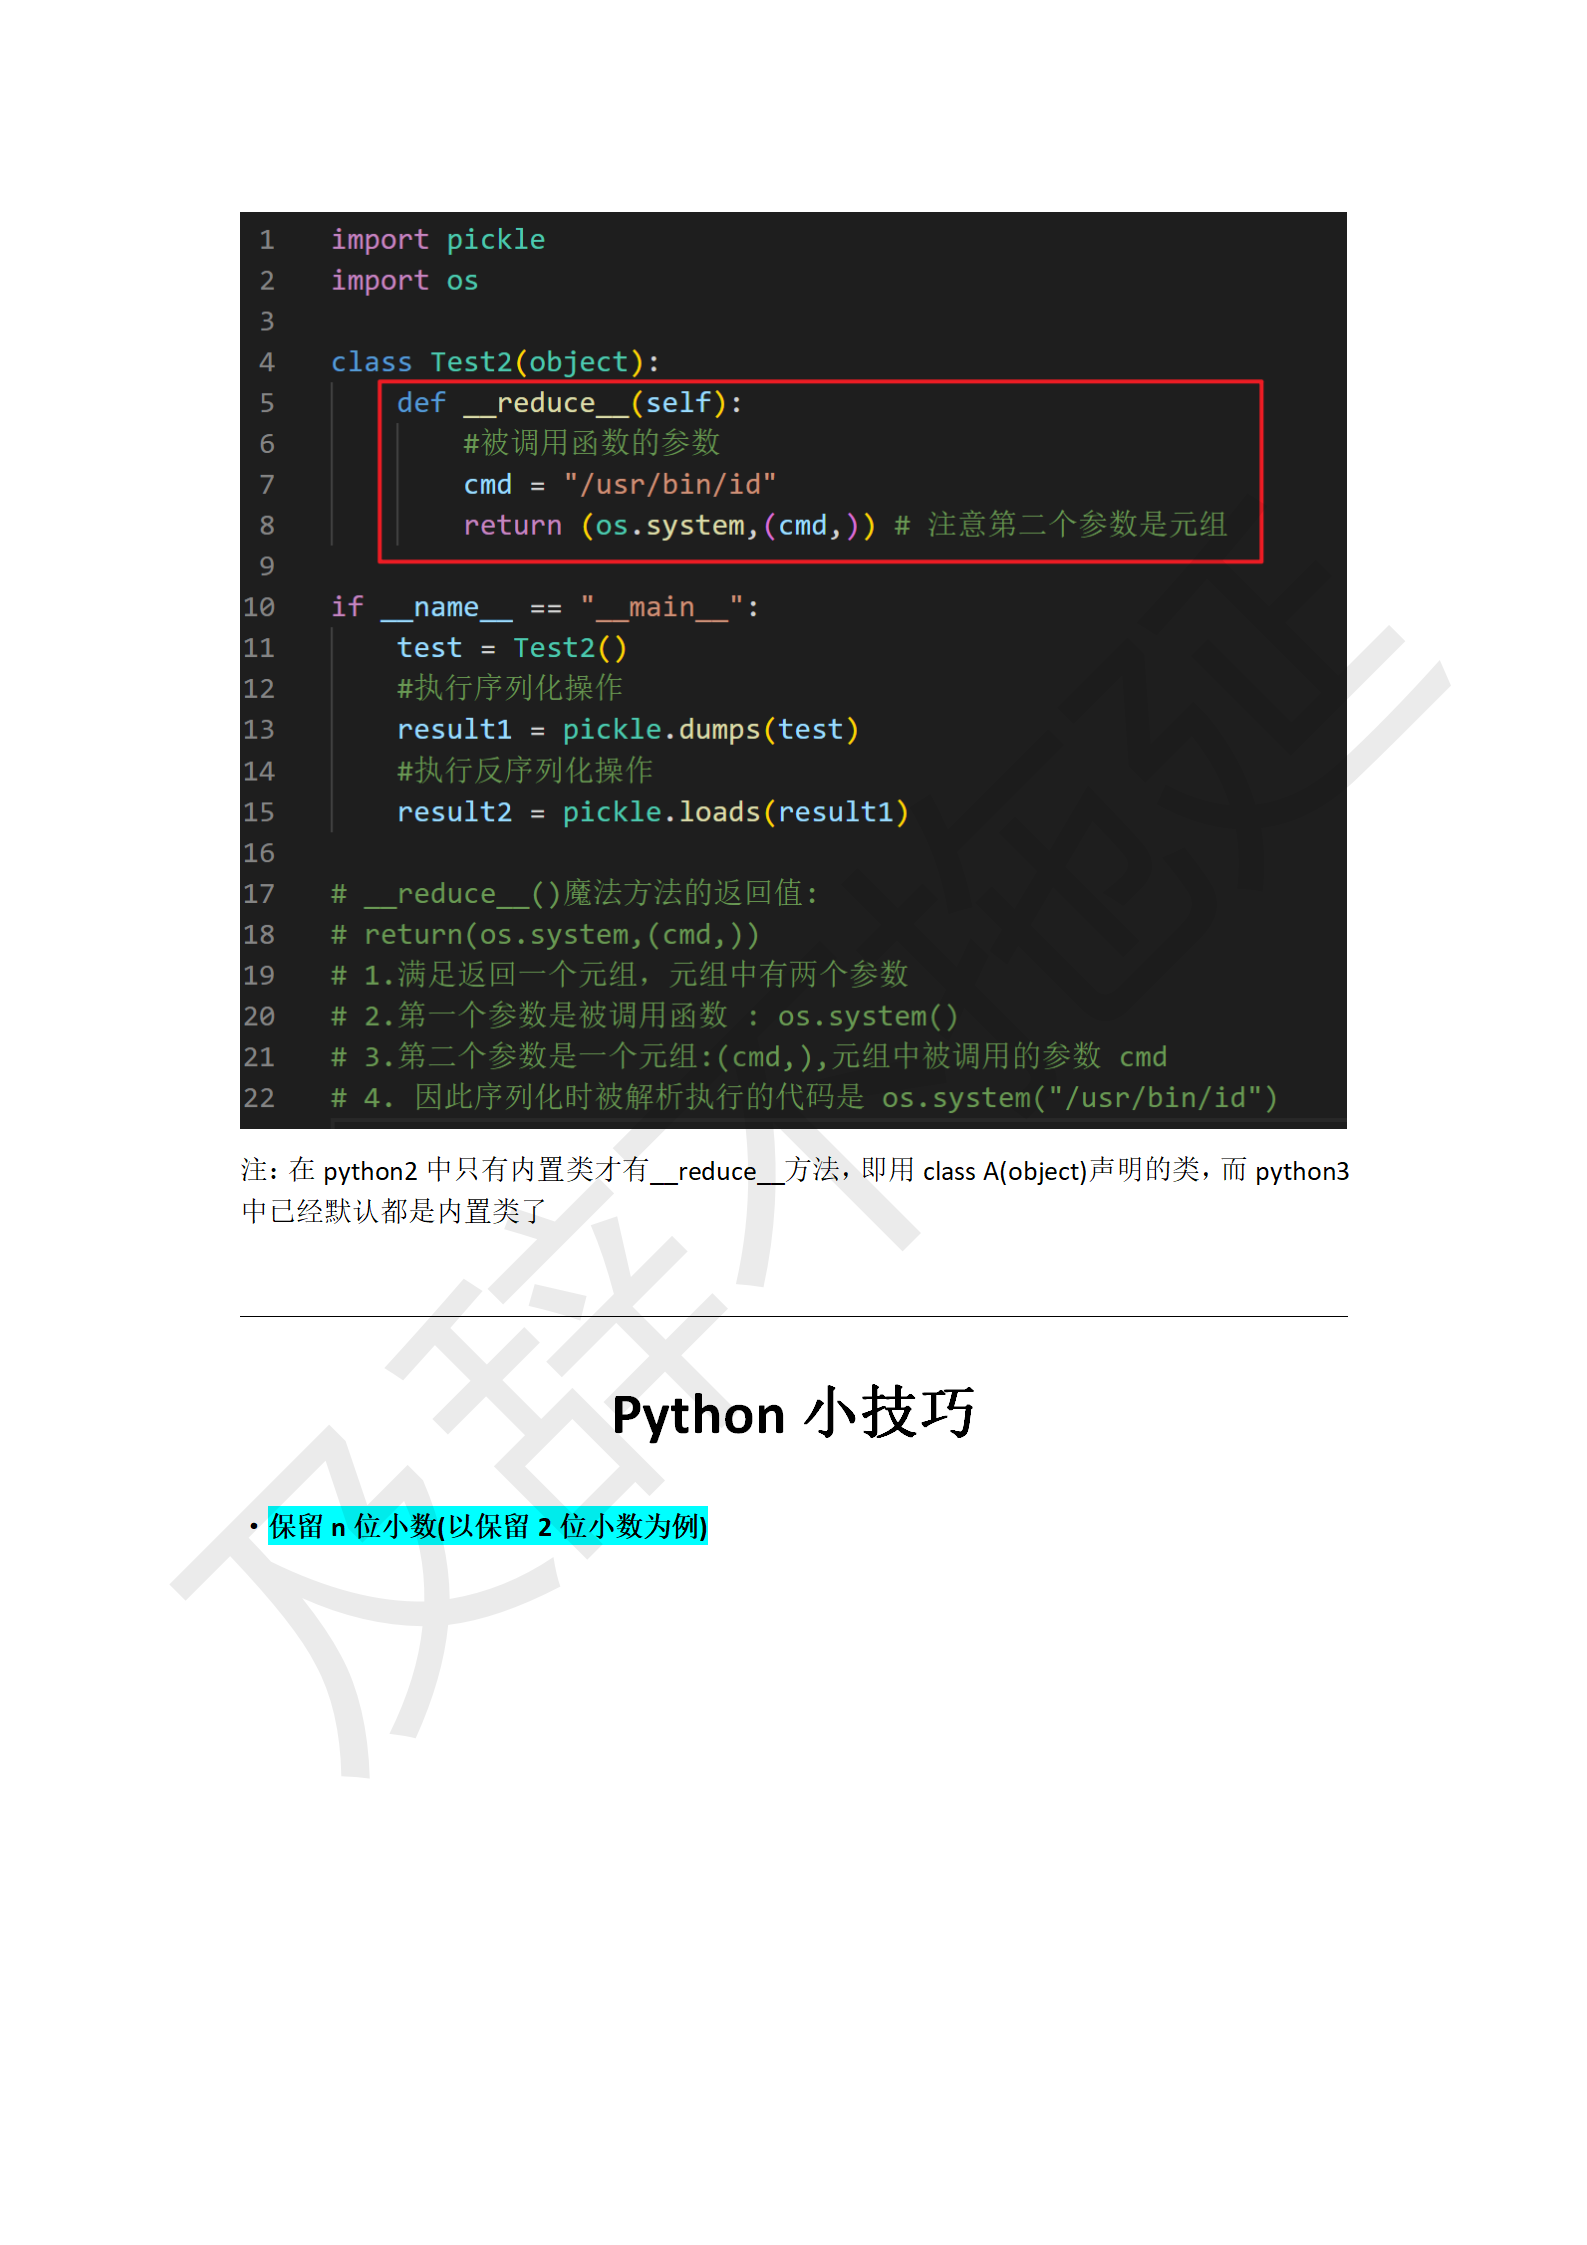 1 import pickle
2 import os
3
4 class Test2(object):
5 def __reduce__(self):
6 #被调用函数的参数
7 cmd = "/usr/bin/id"
8 return (os.system,(cmd,)) # 注意第二个参数是元组
9
10 if __name__ == "__main__":
11 test = Test2()
12 #执行序列化操作
13 result1 = pickle.dumps(test)
14 #执行反序列化操作
15 result2 = pickle.loads(result1)
16
17 # __reduce__()魔法方法的返回值:
18 # return(os.system,(cmd,))
19 # 1.满足返回一个元组，元组中有两个参数
20 # 2.第一个参数是被调用函数 : os.system()
21 # 3.第二个参数是一个元组:(cmd,),元组中被调用的参数 cmd
22 # 4. 因此序列化时被解析执行的代码是 os.system("/usr/bin/id")
注：在 python2 中只有内置类才有__reduce__方法，即用 class A(object)声明的类，而 python3
中已经默认都是内置类了
Python 小技巧
・保留 n 位小数(以保留 2 位小数为例)